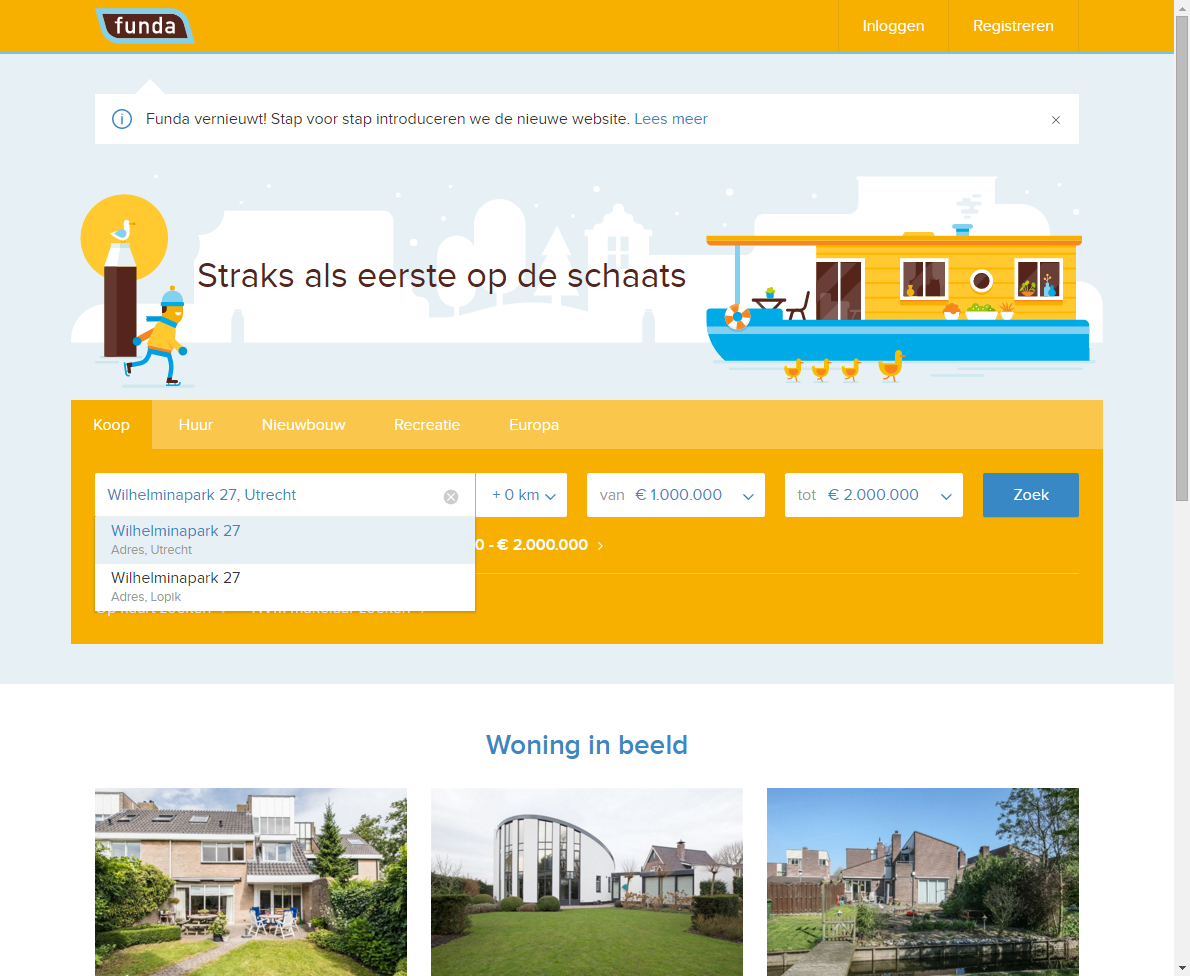 funda
Inloggen
Registreren
Funda vernieuwt! Stap voor stap introduceren we de nieuwe website. Lees meer
Straks als eerste op de schaats
Koop
Huur
Nieuwbouw
Recreatie
Europa
Wilhelminapark 27, Utrecht
+ 0 km
van € 1.000.000
tot € 2.000.000
Zoek
Wilhelminapark 27
Adres, Utrecht
0 - € 2.000.000
Wilhelminapark 27
Adres, Lopik
Woning in beeld